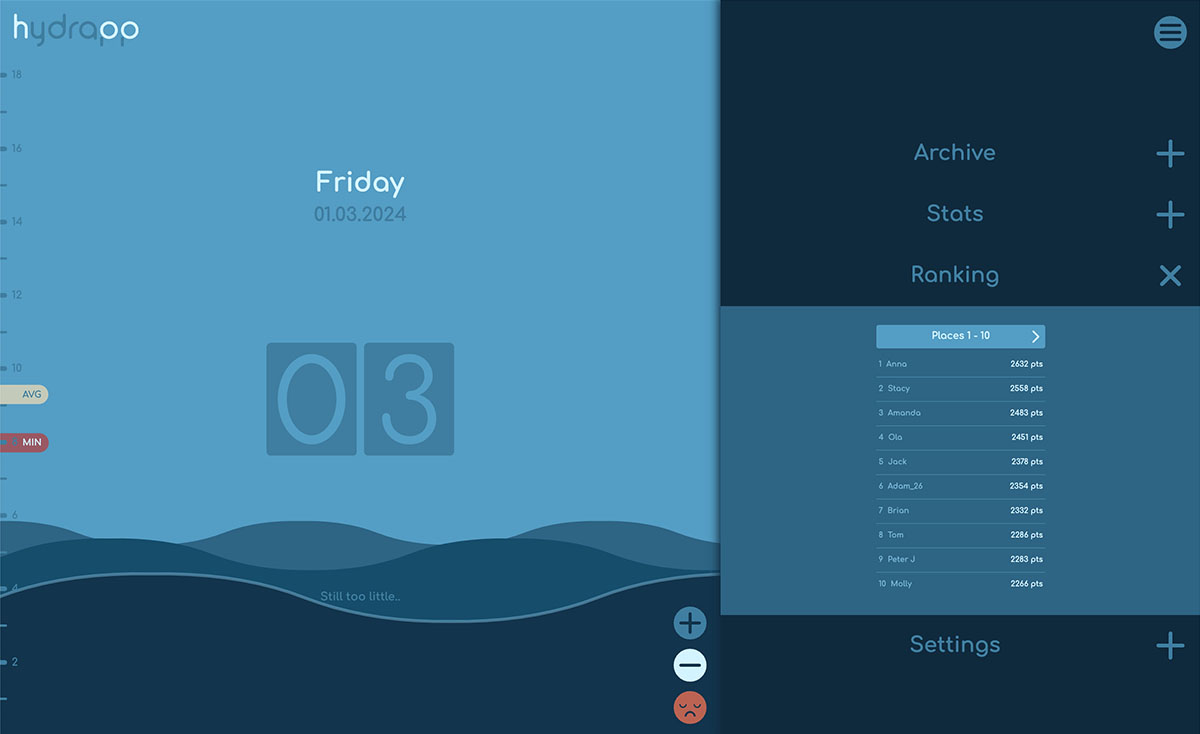 hydrapp
18
16
14
12
10
AVG
MIN
6
4
2
Friday
01.03.2024
03
Still too little..
Archive
Stats
Ranking
Places 1 - 10
1 Anna 2632 pts
2 Stacy 2558 pts
3 Amanda 2483 pts
4 Ola 2451 pts
5 Jack 2378 pts
6 Adam_26 2354 pts
7 Brian 2332 pts
8 Tom 2286 pts
9 Peter J 2283 pts
10 Molly 2266 pts
Settings